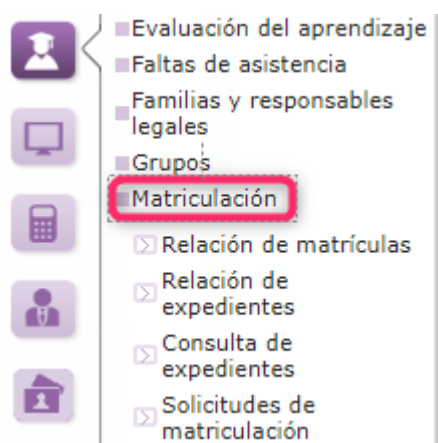 Evaluación del aprendizaje
Faltas de asistencia
Familias y responsables
legales
Grupos
Matriculación
Relación de matrículas
Relación de
expedientes
Consulta de
expedientes
Solicitudes de
matriculación